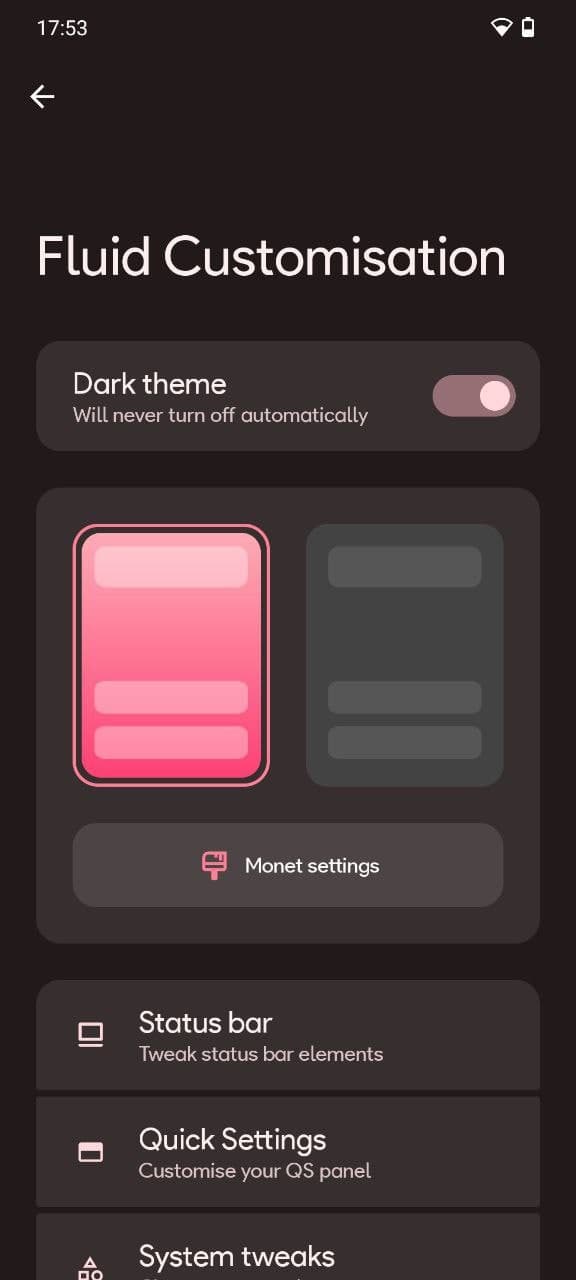 17:53
Fluid Customisation
Dark theme
Will never turn off automatically
Monet settings
Status bar
Tweak status bar elements
Quick Settings
Customise your QS panel
System tweaks